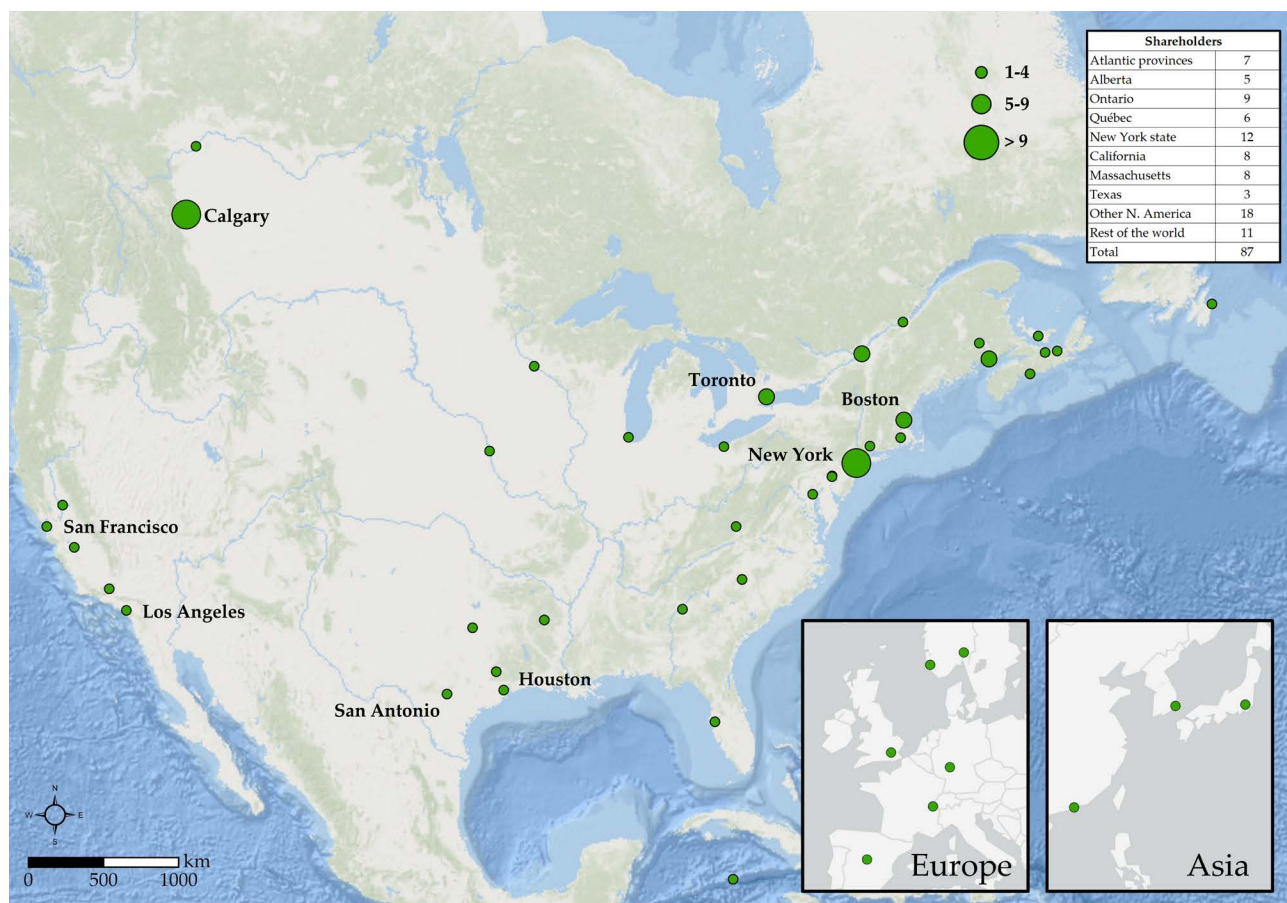 Shareholders
Atlantic provinces 7
Alberta 5
Ontario 9
Québec 6
New York state 12
California 8
Massachusetts 8
Texas 3
Other N. America 18
Rest of the world 11
Total 87
1-4
5-9
> 9
Calgary
Toronto
Boston
New York
San Francisco
Los Angeles
Houston
San Antonio
N
W E
S
km
0 500 1000
Europe
Asia